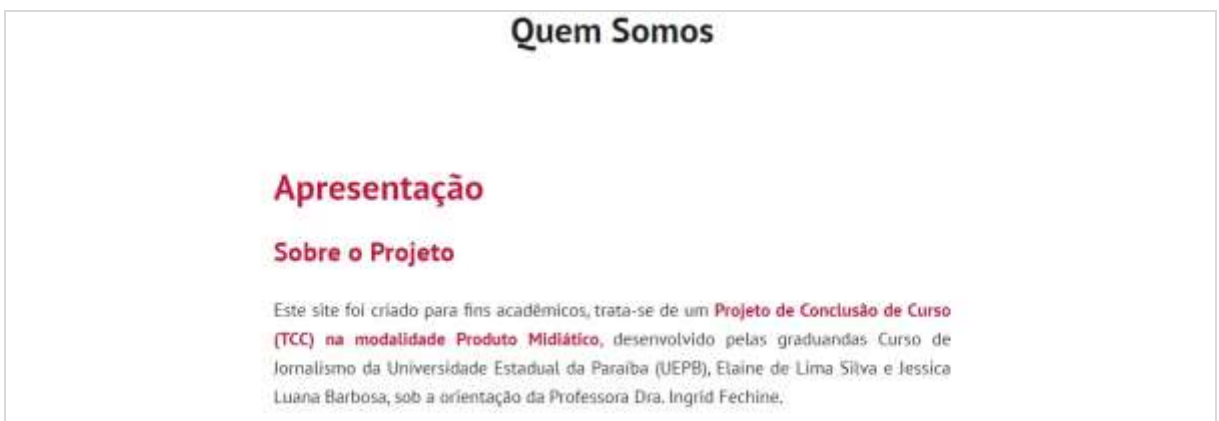 Quem Somos
Apresentação
Sobre o Projeto
Este site foi criado para fins acadêmicos, trata-se de um Projeto de Conclusão de Curso
(TCC) na modalidade Produto Midiático, desenvolvido pelas graduandas Curso de
Jornalismo da Universidade Estadual da Paraíba (UEPB), Elaine de Lima Silva e Jessica
Luana Barbosa, sob a orientação da Professora Dra. Ingrid Fechine.